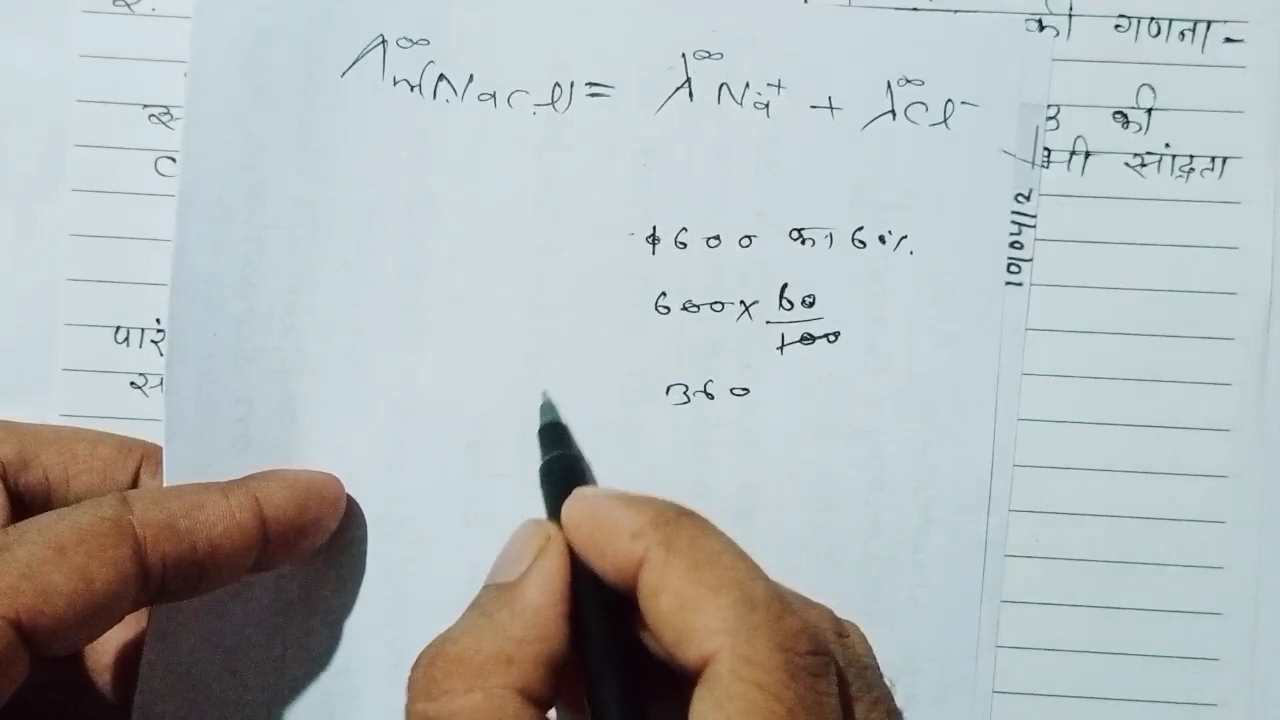 Λ∞m(NaCl) = λ∞Na+ + λ∞Cl-
600 का 60%
600 x 60/100
360
की गणना -
की
सांद्रता
पारं
स